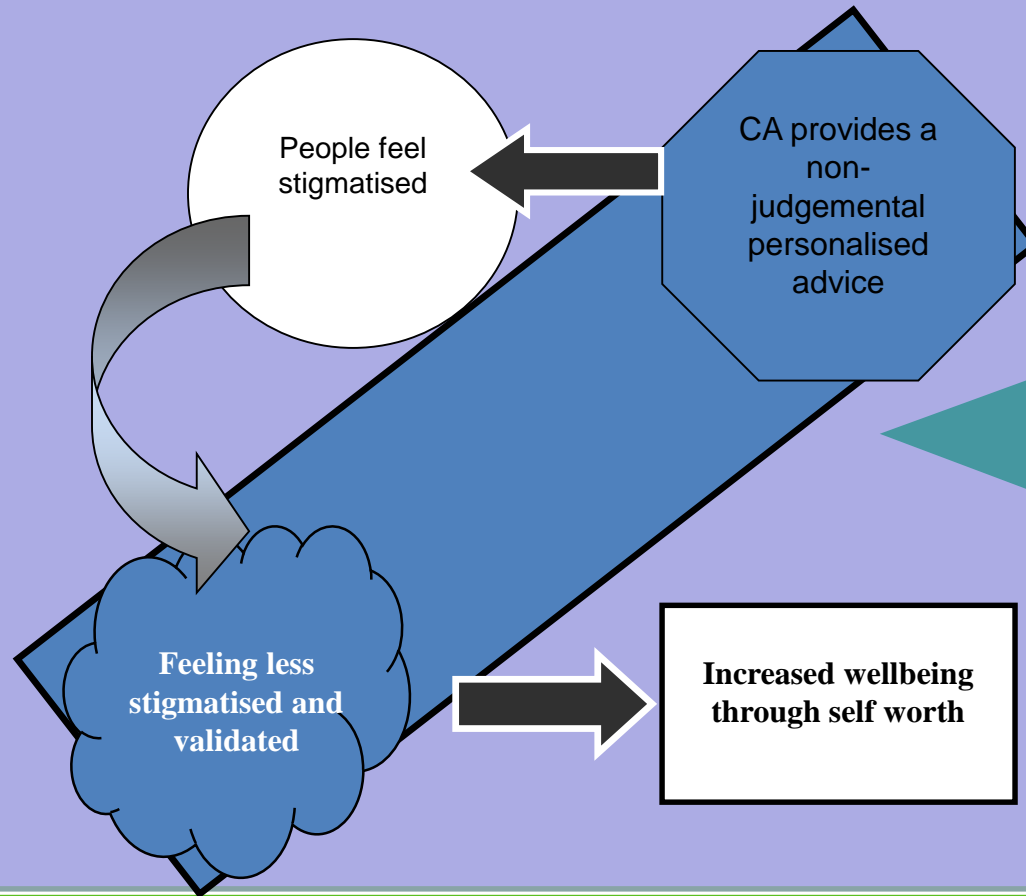 People feel
stigmatised
CA provides a
non-
judgemental
personalised
advice
Feeling less
stigmatised and
validated
Increased wellbeing
through self worth